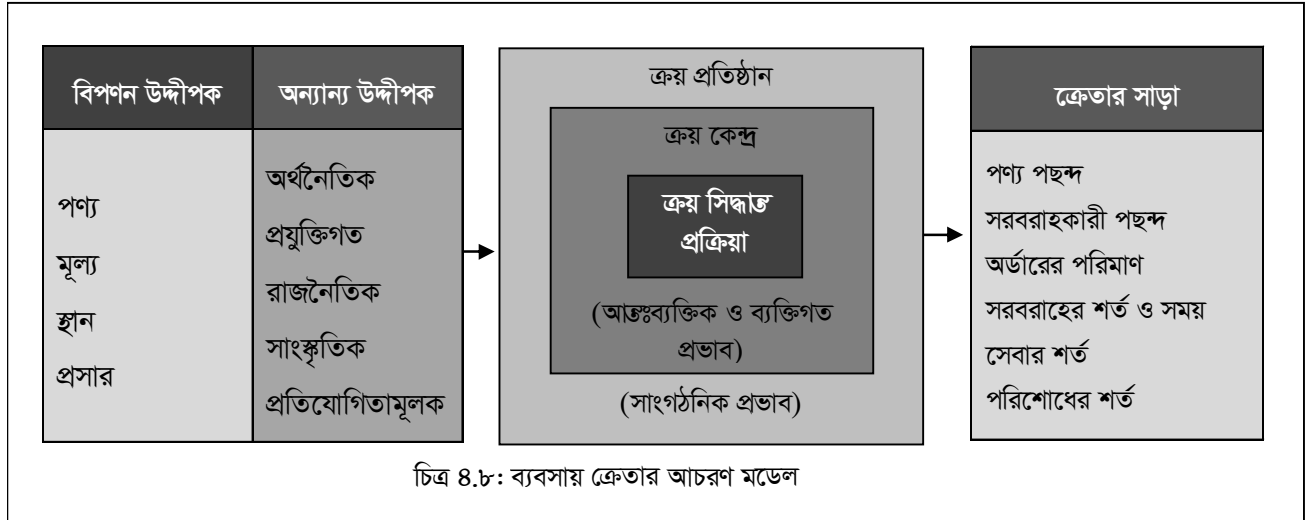 বিপণন উদ্দীপক
পণ্য
মূল্য
স্থান
প্রসার
অন্যান্য উদ্দীপক
অর্থনৈতিক
প্রযুক্তিগত
রাজনৈতিক
সাংস্কৃতিক
প্রতিযোগিতামূলক
ক্রয় প্রতিষ্ঠান
ক্রয় কেন্দ্র
ক্রয় সিদ্ধান্ত
প্রক্রিয়া
(আন্তঃব্যক্তিক ও ব্যক্তিগত
প্রভাব)
(সাংগঠনিক প্রভাব)
ক্রেতার সাড়া
পণ্য পছন্দ
সরবরাহকারী পছন্দ
অর্ডারের পরিমাণ
সরবরাহের শর্ত ও সময়
সেবার শর্ত
পরিশোধের শর্ত
চিত্র ৪.৮: ব্যবসায় ক্রেতার আচরণ মডেল